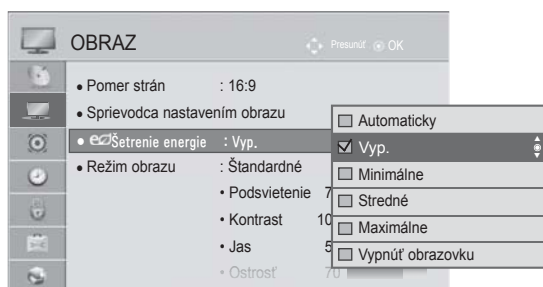 OBRAZ
Presunúť OK
• Pomer strán : 16:9
• Sprievodca nastavením obrazu
• Šetrenie energie : Vyp.
• Režim obrazu : Štandardné
• Podsvietenie 7
• Kontrast 10
• Jas 5
• Ostrosť 70
Automaticky
Vyp.
Minimálne
Stredné
Maximálne
Vypnúť obrazovku